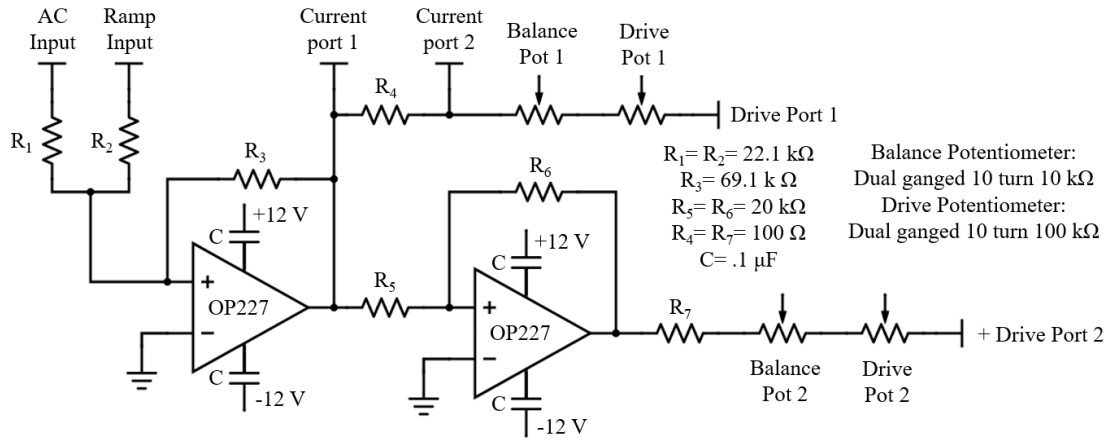 AC
Input
Ramp
Input
Current
port 1
Current
port 2
Balance
Pot 1
Drive
Pot 1
R₁
R₂
R₃
R₄
Drive Port 1
R₁= R₂= 22.1 kΩ
R₃= 69.1 k Ω
R₅= R₆= 20 kΩ
R₄= R₇= 100 Ω
C= .1 μF
Balance Potentiometer:
Dual ganged 10 turn 10 kΩ
Drive Potentiometer:
Dual ganged 10 turn 100 kΩ
C
+12 V
+
OP227
−
C
-12 V
R₅
R₆
C
+12 V
+
OP227
−
C
-12 V
R₇
+ Drive Port 2
Balance
Pot 2
Drive
Pot 2